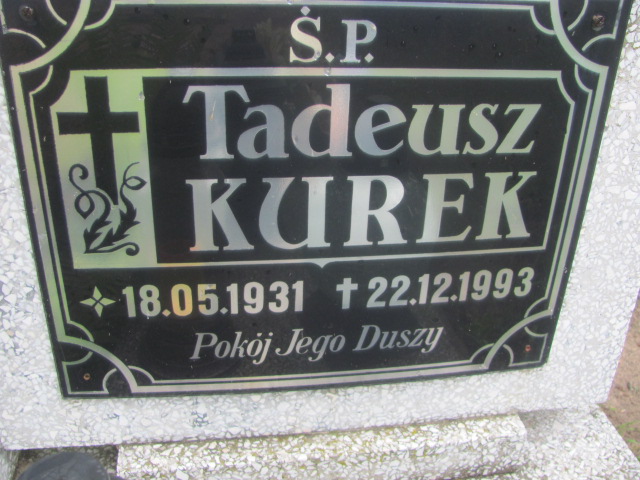 Ś.P.
Tadeusz
KUREK
18.05.1931 ✝ 22.12.1993
Pokój Jego Duszy